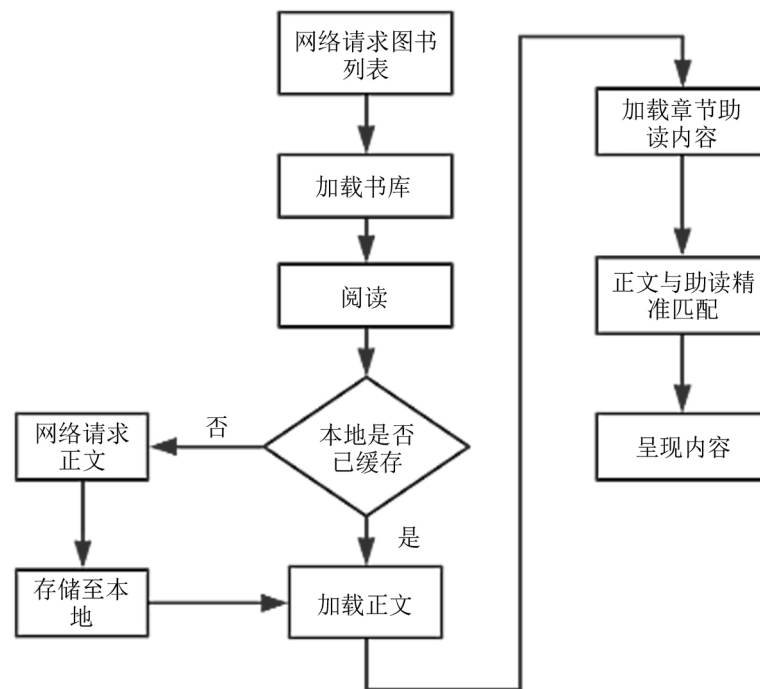 网络请求图书
列表
加载书库
阅读
本地是否
已缓存
否
网络请求
正文
存储至本
地
是
加载正文
加载章节助
读内容
正文与助读精
准匹配
呈现内容